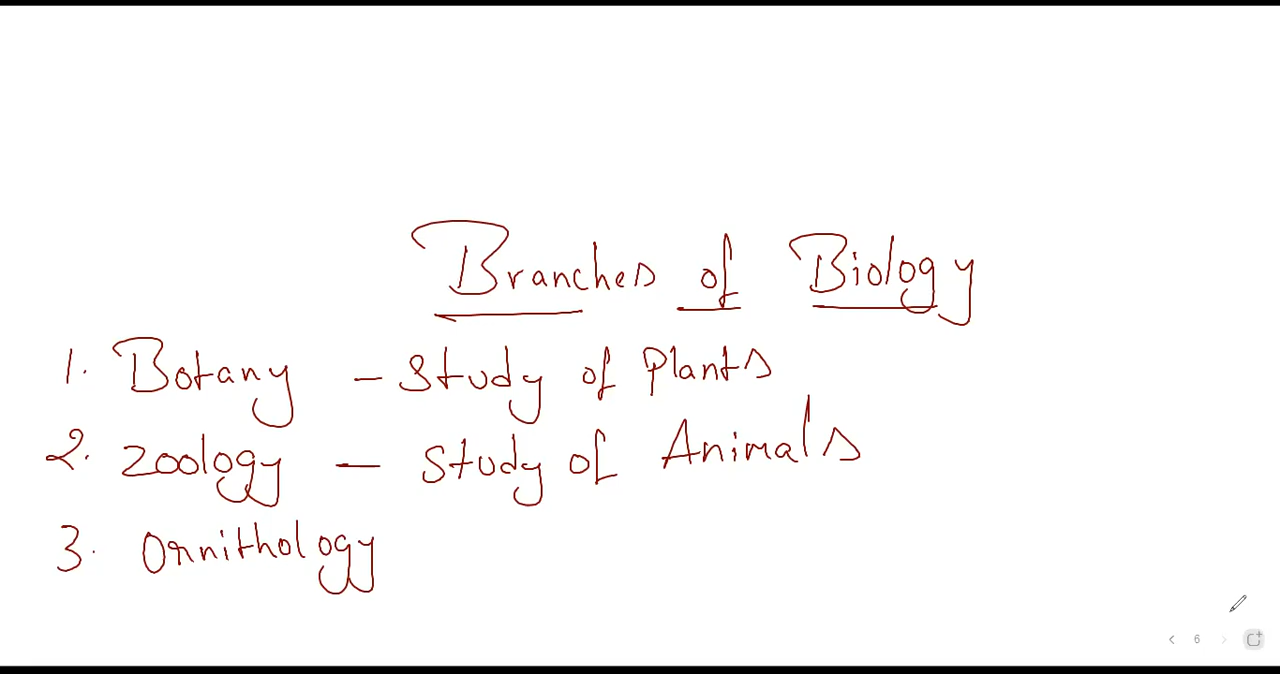 Branches of Biology
1. Botany - Study of Plants
2. Zoology - Study of Animals
3. Ornithology
6